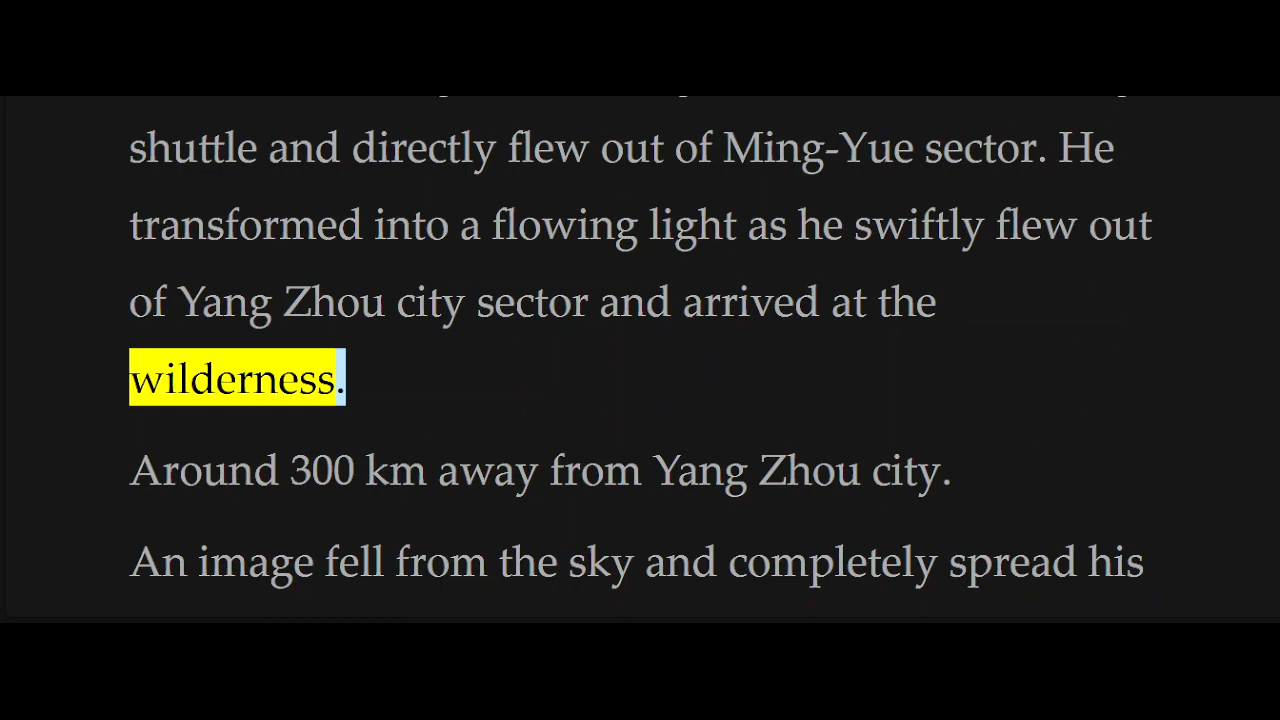 shuttle and directly flew out of Ming-Yue sector. He
transformed into a flowing light as he swiftly flew out
of Yang Zhou city sector and arrived at the
wilderness.
Around 300 km away from Yang Zhou city.
An image fell from the sky and completely spread his